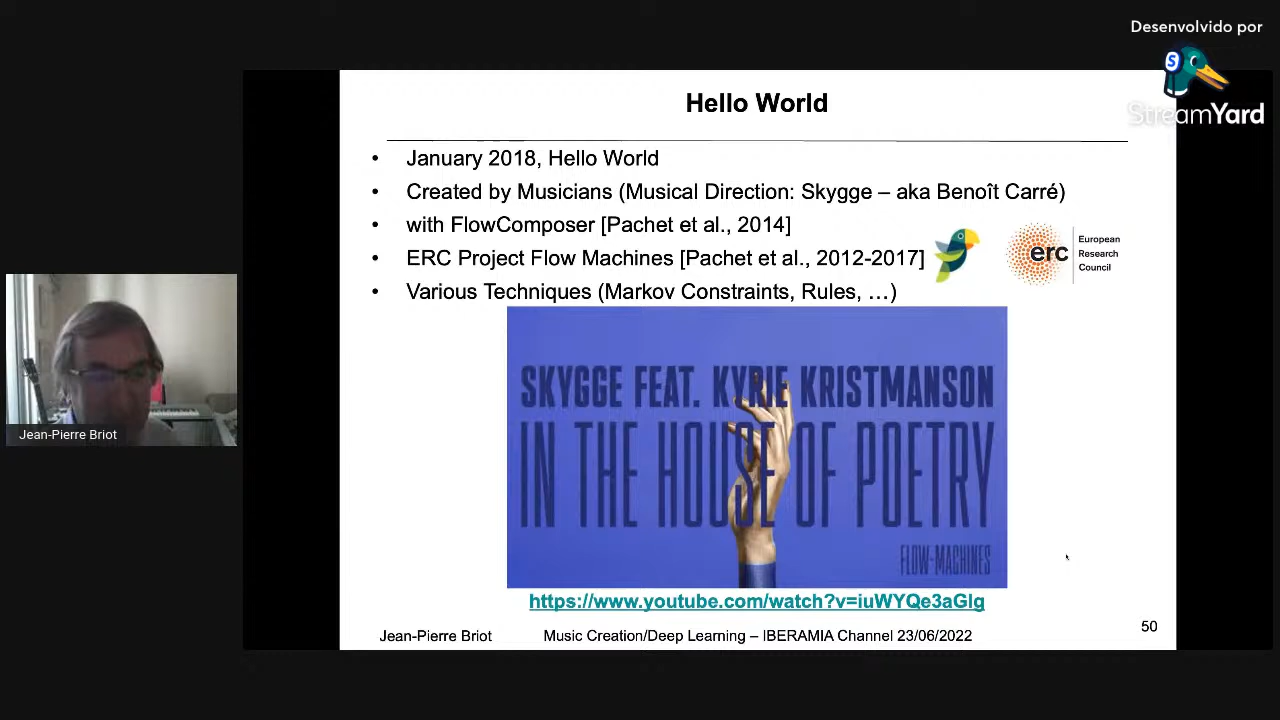 Desenvolvido por
StreamYard
Hello World
• January 2018, Hello World
• Created by Musicians (Musical Direction: Skygge – aka Benoît Carré)
• with FlowComposer [Pachet et al., 2014]
• ERC Project Flow Machines [Pachet et al., 2012-2017]
• Various Techniques (Markov Constraints, Rules, …)
erc
European
Research
Council
SKYGGE FEAT. KYRIE KRISTMANSON
IN THE HOUSE OF POETRY
FLOW-MACHINES
https://www.youtube.com/watch?v=iuWYQe3aGlg
Jean-Pierre Briot
Music Creation/Deep Learning – IBERAMIA Channel 23/06/2022
50
Jean-Pierre Briot